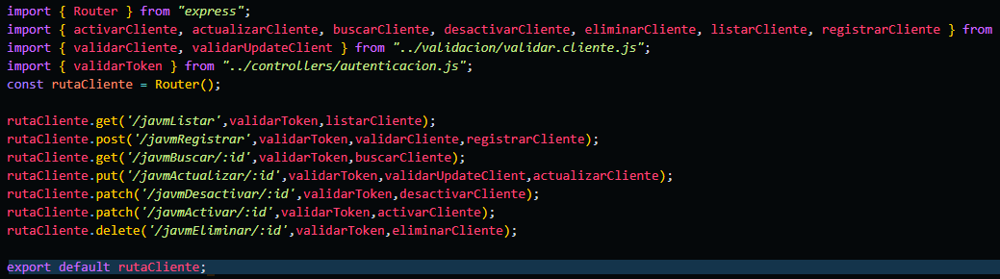 import { Router } from "express";
import { activarCliente, actualizarCliente, buscarCliente, desactivarCliente, eliminarCliente, listarCliente, registrarCliente } from
import { validarCliente, validarUpdateClient } from "../validacion/validar.cliente.js";
import { validarToken } from "../controllers/autenticacion.js";
const rutaCliente = Router();
rutaCliente.get('/javmListar',validarToken,listarCliente);
rutaCliente.post('/javmRegistrar',validarToken,validarCliente,registrarCliente);
rutaCliente.get('/javmBuscar/:id',validarToken,buscarCliente);
rutaCliente.put('/javmActualizar/:id',validarToken,validarUpdateClient,actualizarCliente);
rutaCliente.patch('/javmDesactivar/:id',validarToken,desactivarCliente);
rutaCliente.patch('/javmActivar/:id',validarToken,activarCliente);
rutaCliente.delete('/javmEliminar/:id',validarToken,eliminarCliente);
export default rutaCliente;